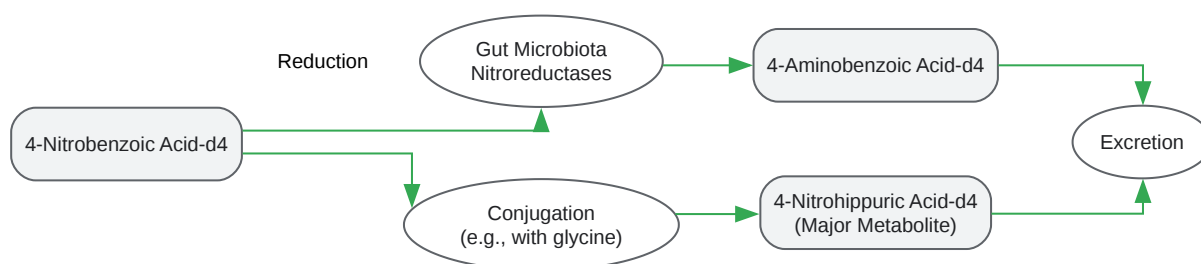 Reduction
Gut Microbiota
Nitroreductases
4-Aminobenzoic Acid-d4
4-Nitrobenzoic Acid-d4
Excretion
Conjugation
(e.g., with glycine)
4-Nitrohippuric Acid-d4
(Major Metabolite)